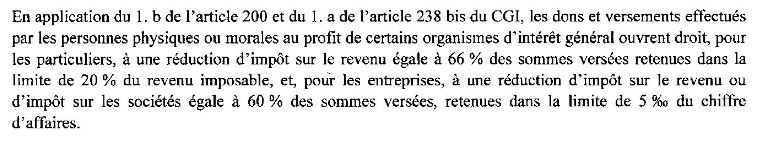 En application du 1. b de l'article 200 et du 1. a de l'article 238 bis du CGI, les dons et versements effectués
par les personnes physiques ou morales au profit de certains organismes d'intérêt général ouvrent droit, pour
les particuliers, à une réduction d'impôt sur le revenu égale à 66 % des sommes versées retenues dans la
limite de 20 % du revenu imposable, et, pour les entreprises, à une réduction d'impôt sur le revenu ou
d'impôt sur les sociétés égale à 60 % des sommes versées, retenues dans la limite de 5 ‰ du chiffre
d'affaires.